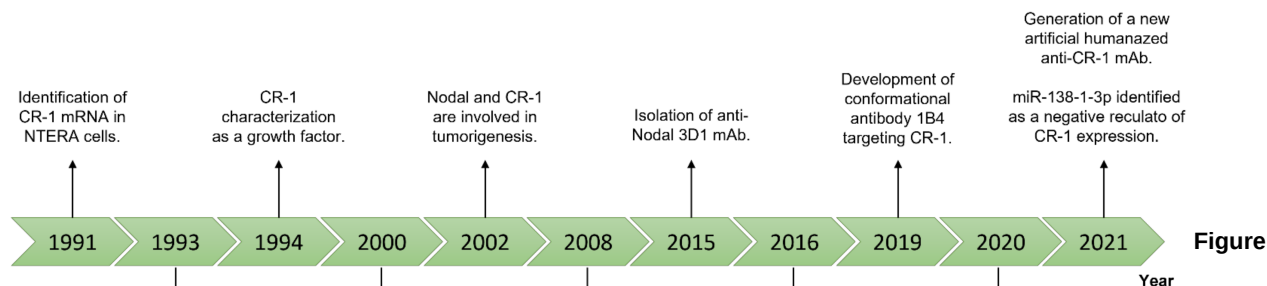 Identification of
CR-1 mRNA in
NTERA cells.
CR-1
characterization
as a growth factor.
Nodal and CR-1
are involved in
tumorigenesis.
Isolation of anti-
Nodal 3D1 mAb.
Development of
conformational
antibody 1B4
targeting CR-1.
Generation of a new
artificial humanazed
anti-CR-1 mAb.
miR-138-1-3p identified
as a negative reculato of
CR-1 expression.
1991
1993
1994
2000
2002
2008
2015
2016
2019
2020
2021
Figure
Year